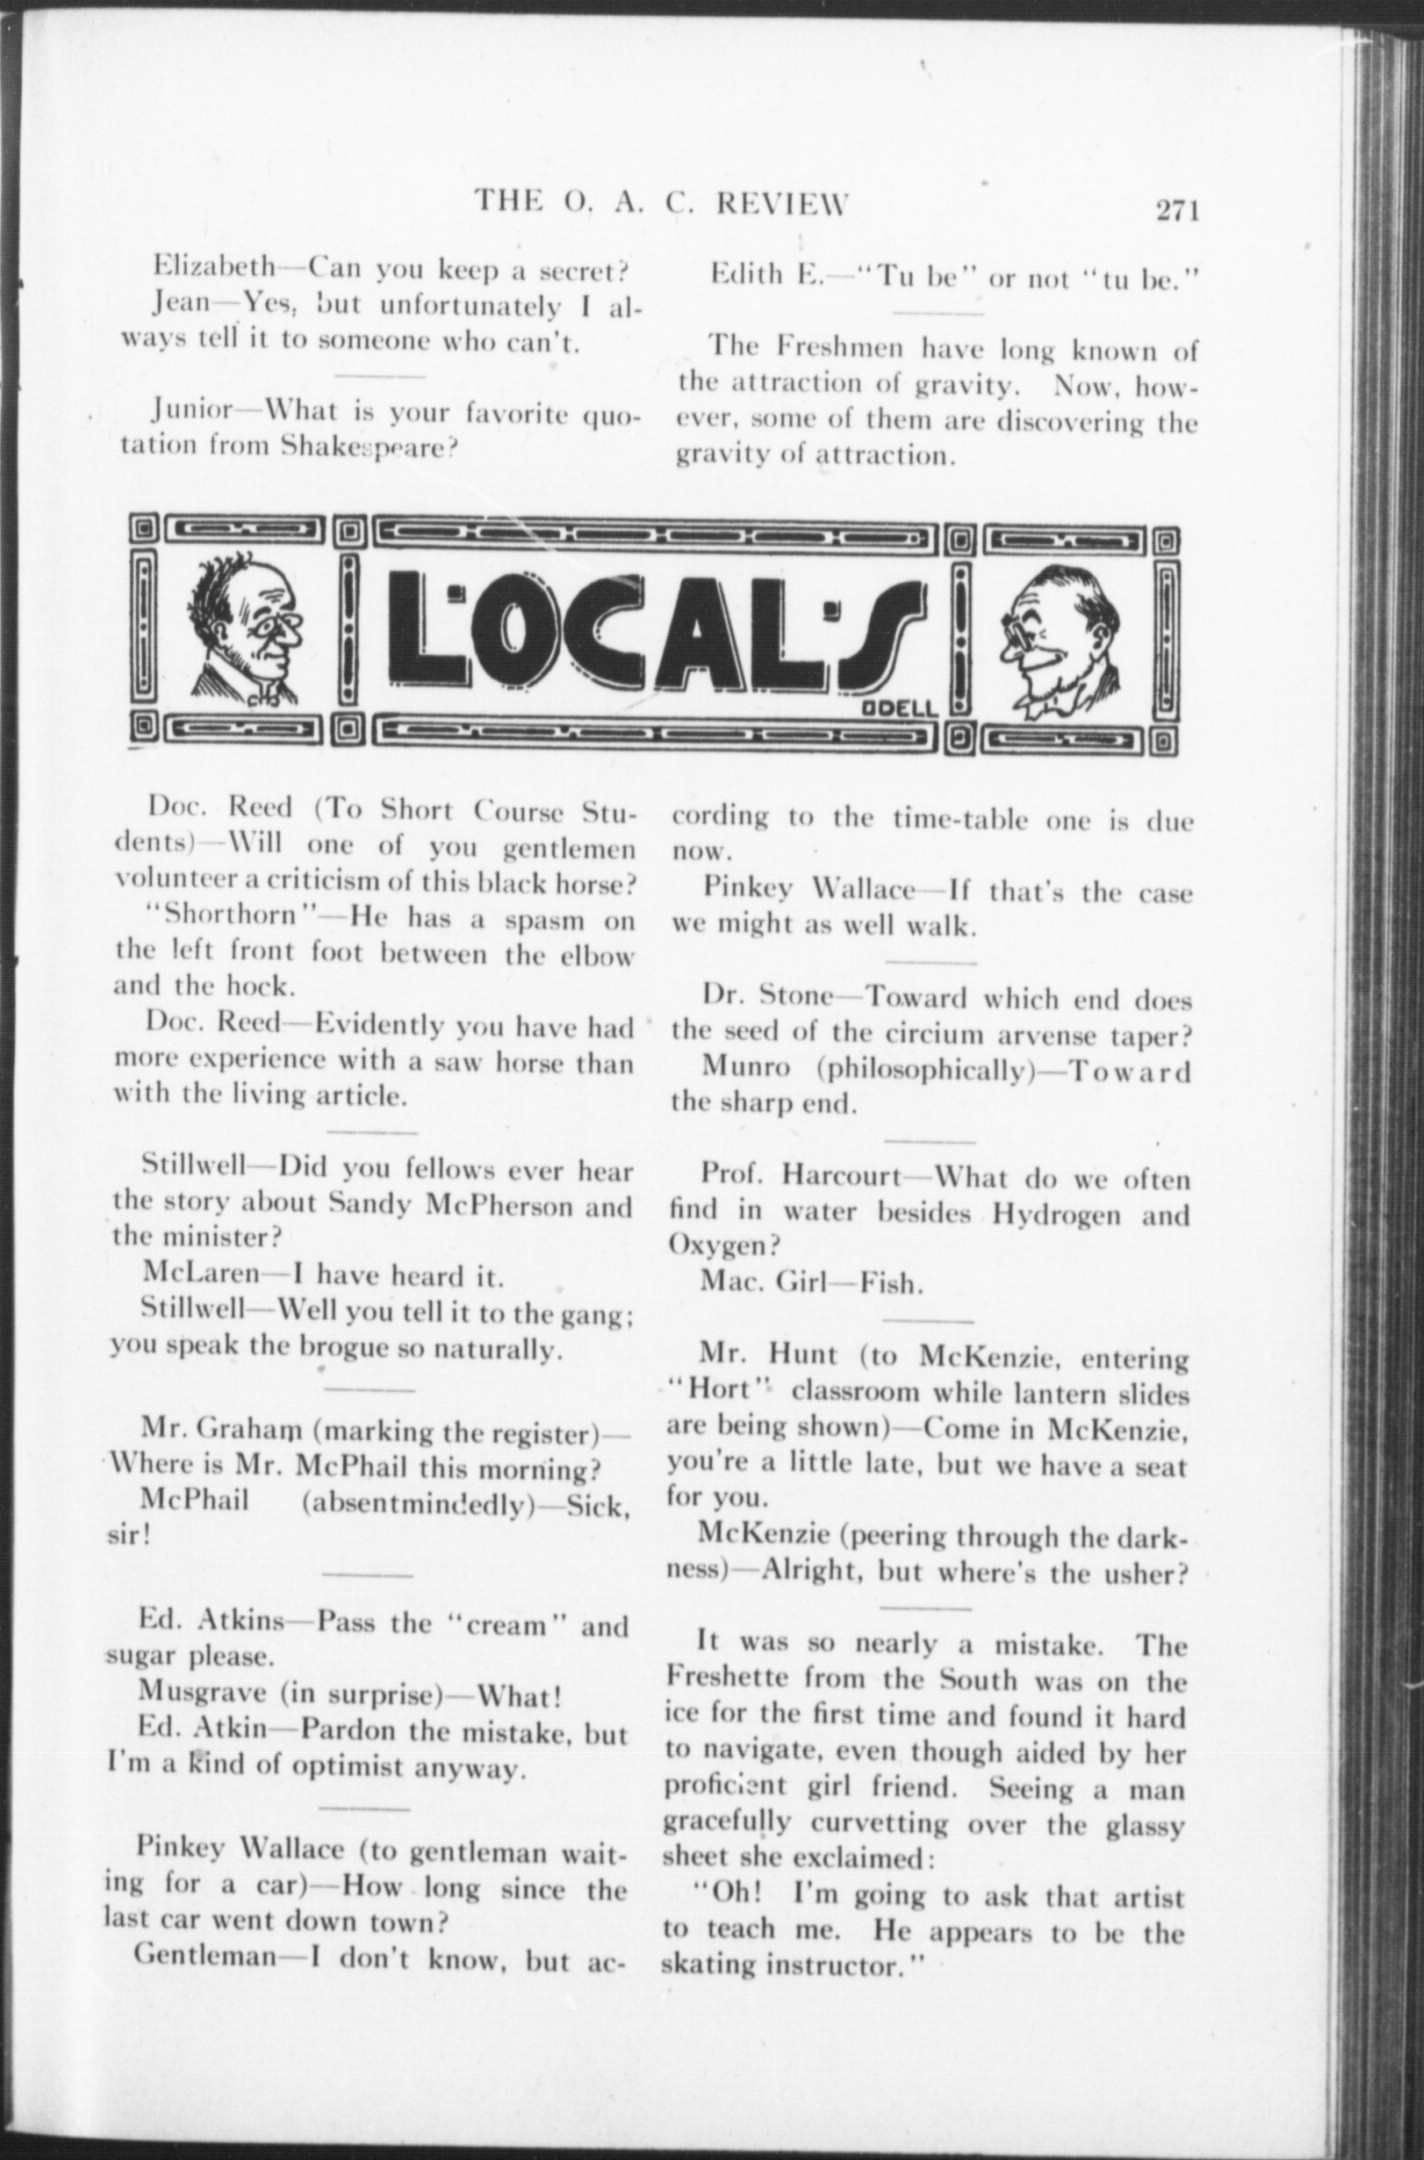 THE O. A. C. REVIEW
271
Elizabeth—Can you keep a secret?
Jean—Yes, but unfortunately I al-
ways tell it to someone who can't.
Junior—What is your favorite quo-
tation from Shakespeare?
Edith E.—"Tu be" or not "tu be."
The Freshmen have long known of
the attraction of gravity. Now, how-
ever, some of them are discovering the
gravity of attraction.
LOCALS
ODELL
Doc. Reed (To Short Course Stu-
dents)—Will one of you gentlemen
volunteer a criticism of this black horse?
"Shorthorn"—He has a spasm on
the left front foot between the elbow
and the hock.
Doc. Reed—Evidently you have had
more experience with a saw horse than
with the living article.
Stillwell—Did you fellows ever hear
the story about Sandy McPherson and
the minister?
McLaren—I have heard it.
Stillwell—Well you tell it to the gang;
you speak the brogue so naturally.
Mr. Graham (marking the register)—
Where is Mr. McPhail this morning?
McPhail (absentmindedly)—Sick,
sir!
Ed. Atkins—Pass the "cream" and
sugar please.
Musgrave (in surprise)—What!
Ed. Atkin—Pardon the mistake, but
I'm a kind of optimist anyway.
Pinkey Wallace (to gentleman wait-
ing for a car)—How long since the
last car went down town?
Gentleman—I don't know, but ac-
cording to the time-table one is due
now.
Pinkey Wallace—If that's the case
we might as well walk.
Dr. Stone—Toward which end does
the seed of the circium arvense taper?
Munro (philosophically)—Toward
the sharp end.
Prof. Harcourt—What do we often
find in water besides Hydrogen and
Oxygen?
Mac. Girl—Fish.
Mr. Hunt (to McKenzie, entering
"Hort" classroom while lantern slides
are being shown)—Come in McKenzie,
you're a little late, but we have a seat
for you.
McKenzie (peering through the dark-
ness)—Alright, but where's the usher?
It was so nearly a mistake. The
Freshette from the South was on the
ice for the first time and found it hard
to navigate, even though aided by her
proficient girl friend. Seeing a man
gracefully curvetting over the glassy
sheet she exclaimed:
"Oh! I'm going to ask that artist
to teach me. He appears to be the
skating instructor."